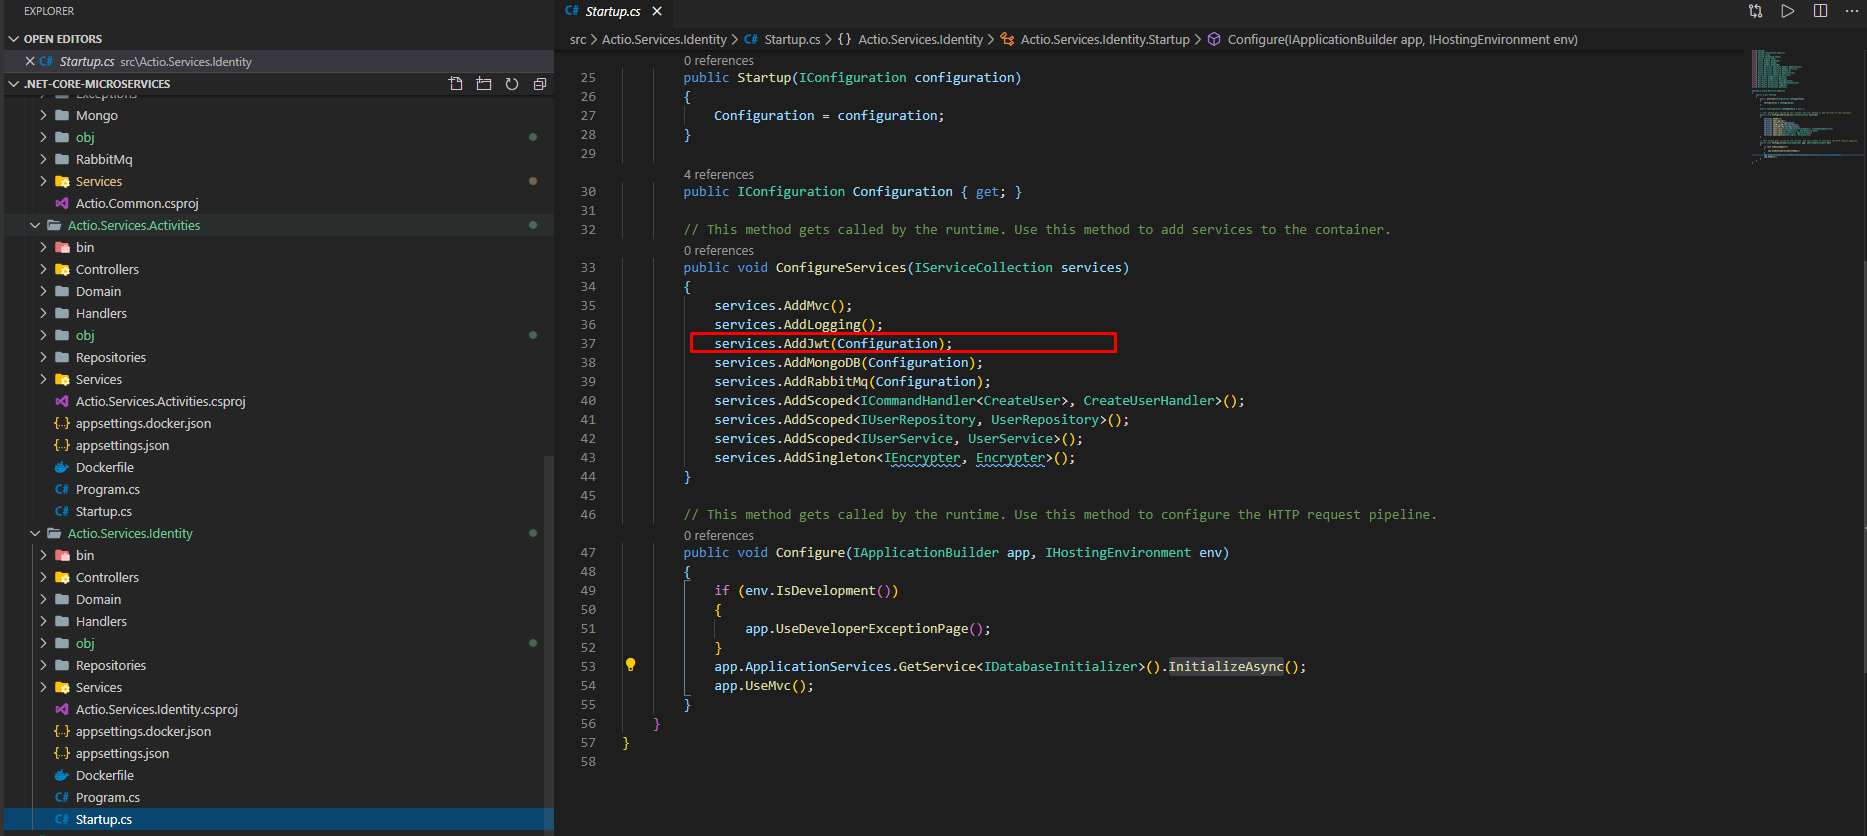 EXPLORER
OPEN EDITORS
Startup.cs src\Actio.Services.Identity
.NET-CORE-MICROSERVICES
Exceptions
Mongo
obj
RabbitMq
Services
Actio.Common.csproj
Actio.Services.Activities
bin
Controllers
Domain
Handlers
obj
Repositories
Services
Actio.Services.Activities.csproj
appsettings.docker.json
appsettings.json
Dockerfile
Program.cs
Startup.cs
Actio.Services.Identity
bin
Controllers
Domain
Handlers
obj
Repositories
Services
Actio.Services.Identity.csproj
appsettings.docker.json
appsettings.json
Dockerfile
Program.cs
Startup.cs
Startup.cs
src > Actio.Services.Identity > Startup.cs > {} Actio.Services.Identity > Actio.Services.Identity.Startup > Configure(IApplicationBuilder app, IHostingEnvironment env)
0 references
25 public Startup(IConfiguration configuration)
26 {
27 Configuration = configuration;
28 }
29
4 references
30 public IConfiguration Configuration { get; }
31
32 // This method gets called by the runtime. Use this method to add services to the container.
0 references
33 public void ConfigureServices(IServiceCollection services)
34 {
35 services.AddMvc();
36 services.AddLogging();
37 services.AddJwt(Configuration);
38 services.AddMongoDB(Configuration);
39 services.AddRabbitMq(Configuration);
40 services.AddScoped<ICommandHandler<CreateUser>, CreateUserHandler>();
41 services.AddScoped<IUserRepository, UserRepository>();
42 services.AddScoped<IUserService, UserService>();
43 services.AddSingleton<IEncrypter, Encrypter>();
44 }
45
46 // This method gets called by the runtime. Use this method to configure the HTTP request pipeline.
0 references
47 public void Configure(IApplicationBuilder app, IHostingEnvironment env)
48 {
49 if (env.IsDevelopment())
50 {
51 app.UseDeveloperExceptionPage();
52 }
53 app.ApplicationServices.GetService<IDatabaseInitializer>().InitializeAsync();
54 app.UseMvc();
55 }
56 }
57 }
58